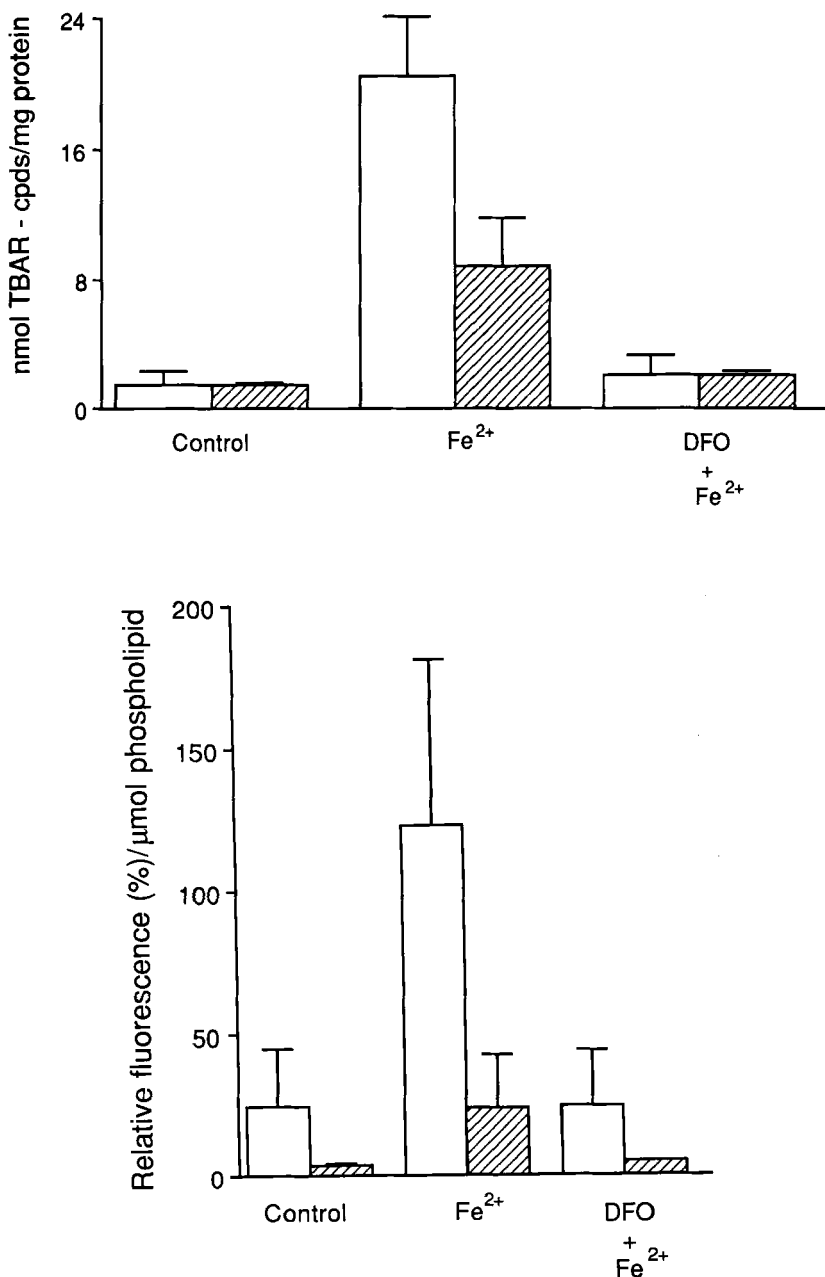 nmol TBAR - cpds/mg protein
24
16
8
0
Control
Fe²⁺
DFO
+
Fe²⁺
Relative fluorescence (%)/µmol phospholipid
200
150
100
50
0
Control
Fe²⁺
DFO
+
Fe²⁺